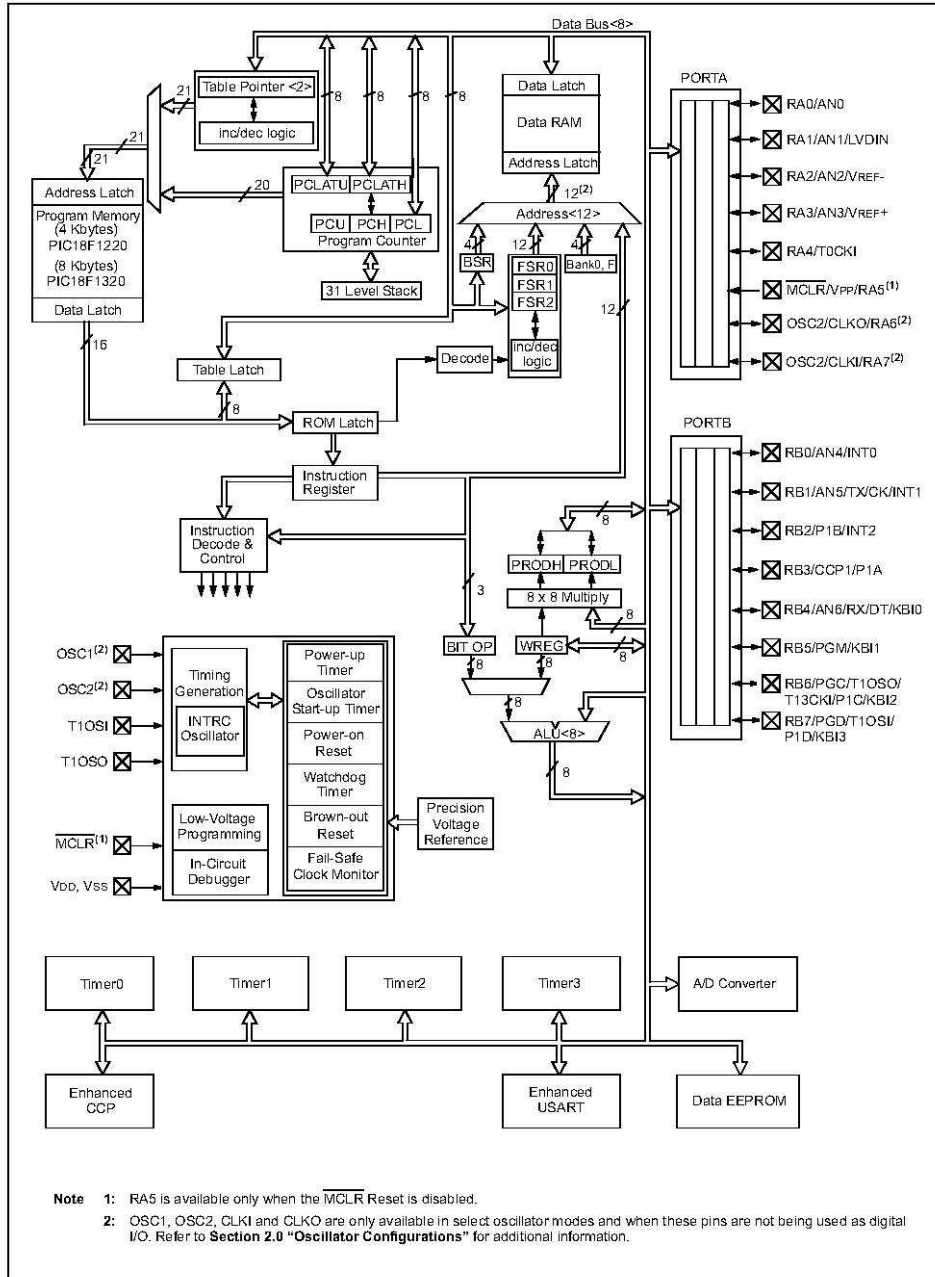 Data Bus<8>
21
Table Pointer <2>
inc/dec logic
8
8
8
8
21
21
20
Address Latch
Program Memory
(4 Kbytes)
PIC18F1220
(8 Kbytes)
PIC18F1320
Data Latch
16
PCLATU PCLATH
PCU PCH PCL
Program Counter
31 Level Stack
Data Latch
Data RAM
Address Latch
12(2)
Address<12>
4
12
4
BSR
FSR0
FSR1
FSR2
inc/dec
logic
Bank0, F
12
Table Latch
8
Decode
ROM Latch
Instruction
Register
Instruction
Decode &
Control
8
PRODH PRODL
8 x 8 Multiply
3
8
BIT OP
WREG
8
8
8
8
ALU<8>
8
PORTA
RA0/AN0
RA1/AN1/LVDIN
RA2/AN2/VREF-
RA3/AN3/VREF+
RA4/T0CKI
MCLR/VPP/RA5(1)
OSC2/CLKO/RA6(2)
OSC2/CLKI/RA7(2)
PORTB
RB0/AN4/INT0
RB1/AN5/TX/CK/INT1
RB2/P1B/INT2
RB3/CCP1/P1A
RB4/AN6/RX/DT/KBI0
RB5/PGM/KBI1
RB6/PGC/T1OSO/
T13CKI/P1C/KBI2
RB7/PGD/T1OSI/
P1D/KBI3
OSC1(2)
OSC2(2)
T1OSI
T1OSO
MCLR(1)
VDD, VSS
Timing
Generation
INTRC
Oscillator
Low-Voltage
Programming
In-Circuit
Debugger
Power-up
Timer
Oscillator
Start-up Timer
Power-on
Reset
Watchdog
Timer
Brown-out
Reset
Fail-Safe
Clock Monitor
Precision
Voltage
Reference
Timer0
Timer1
Timer2
Timer3
A/D Converter
Enhanced
CCP
Enhanced
USART
Data EEPROM
Note 1: RA5 is available only when the MCLR Reset is disabled.
2: OSC1, OSC2, CLKI and CLKO are only available in select oscillator modes and when these pins are not being used as digital
I/O. Refer to Section 2.0 “Oscillator Configurations” for additional information.